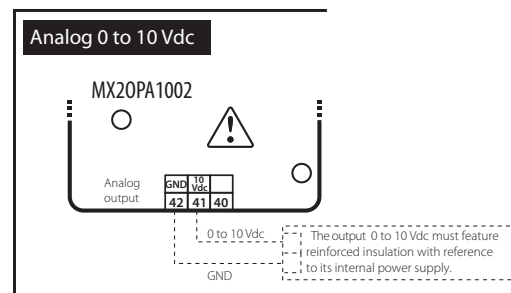 Analog 0 to 10 Vdc
MX2OPA1002
Analog
output
GND 10 Vdc
42 41 40
0 to 10 Vdc
GND
The output 0 to 10 Vdc must feature
reinforced insulation with reference
to its internal power supply.